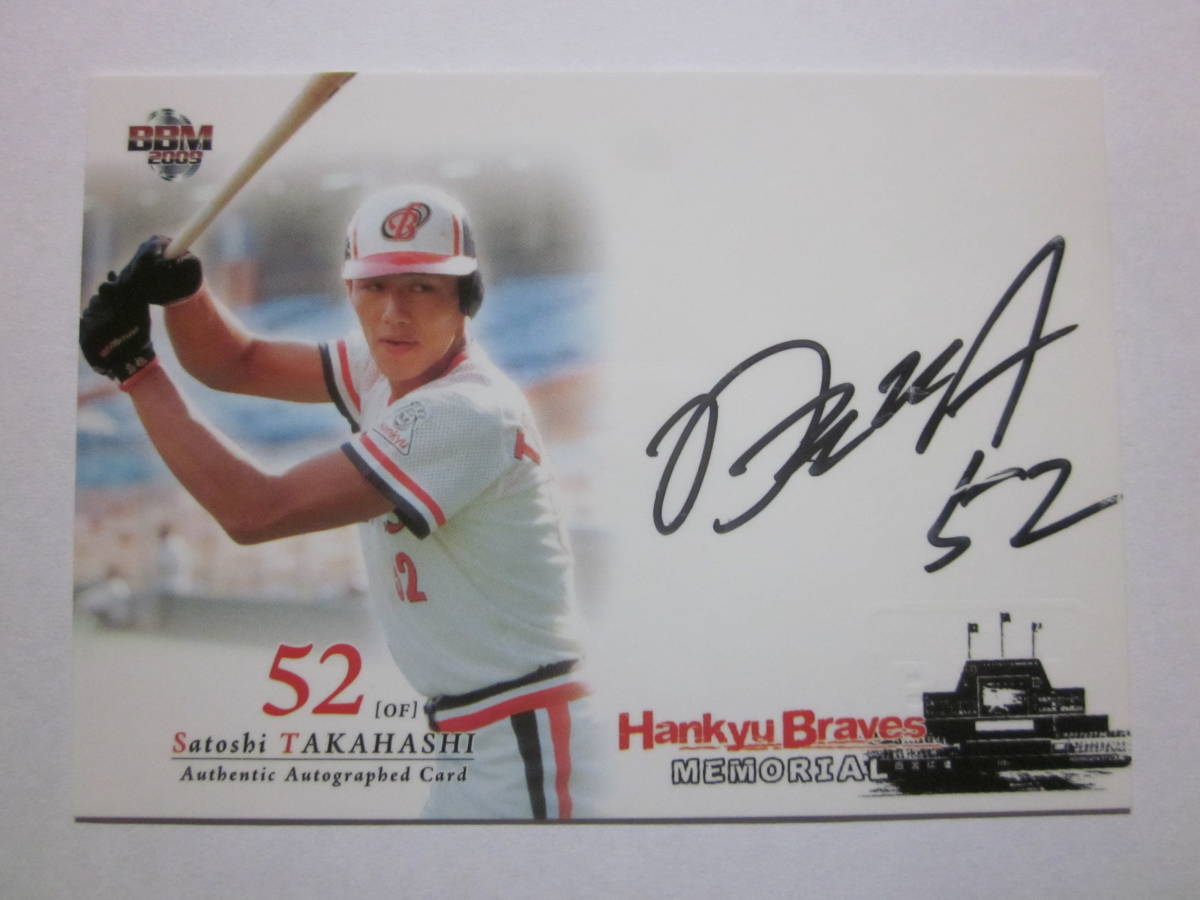 BBM
2009
52
52 [OF]
Satoshi TAKAHASHI
Authentic Autographed Card
Hankyu Braves
MEMORIAL